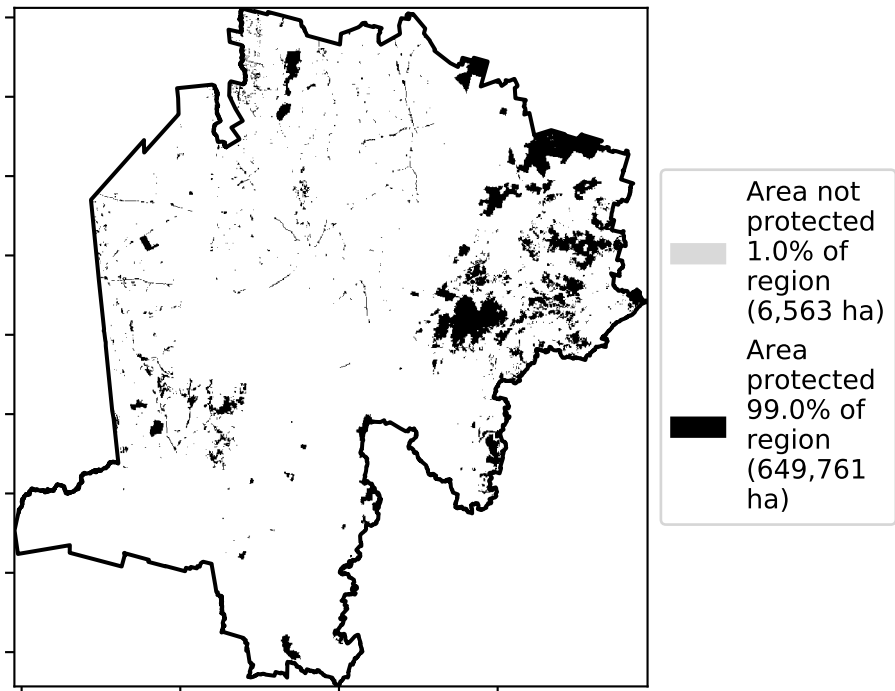 Area not
protected
1.0% of
region
(6,563 ha)
Area
protected
99.0% of
region
(649,761
ha)